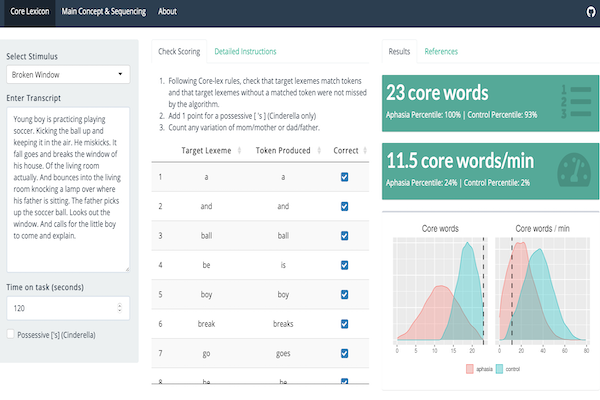 Core Lexicon Main Concept & Sequencing About
Select Stimulus
Broken Window
Enter Transcript
Young boy is practicing playing
soccer. Kicking the ball up and
keeping it in the air. He miskicks. It
fall goes and breaks the window of
his house. Of the living room
actually. And bounces into the living
room knocking a lamp over where
his father is sitting. The father picks
up the soccer ball. Looks out the
window. And calls for the little boy
to come and explain.
Time on task (seconds)
120
Possessive ['s] (Cinderella)
Check Scoring Detailed Instructions
1. Following Core-lex rules, check that target lexemes match tokens
and that target lexemes without a matched token were not missed
by the algorithm.
2. Add 1 point for a possessive [ 's ] (Cinderella only)
3. Count any variation of mom/mother or dad/father.
Target Lexeme Token Produced Correct
1 a a
2 and and
3 ball ball
4 be is
5 boy boy
6 break breaks
7 go goes
8 he he
Results References
23 core words
Aphasia Percentile: 100% | Control Percentile: 93%
11.5 core words/min
Aphasia Percentile: 24% | Control Percentile: 2%
Core words Core words / min
0 5 10 15 20 0 20 40 60 80
aphasia control